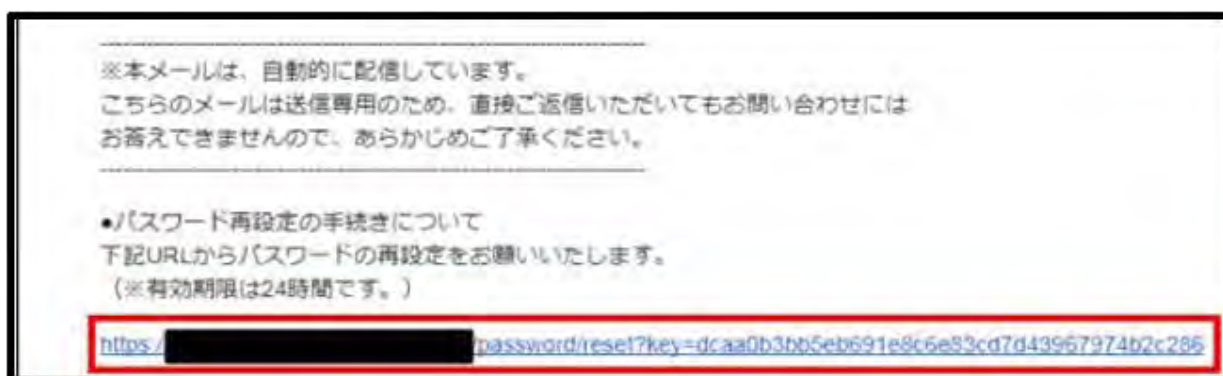 --------------------------------------------------------------
※本メールは、自動的に配信しています。
こちらのメールは送信専用のため、直接ご返信いただいてもお問い合わせには
お答えできませんので、あらかじめご了承ください。
--------------------------------------------------------------
●パスワード再設定の手続きについて
下記URLからパスワードの再設定をお願いいたします。
（※有効期限は24時間です。）
https:/ /password/reset?key=dcaa0b3bb5eb691e8c6e83cd7d43967974b2c286